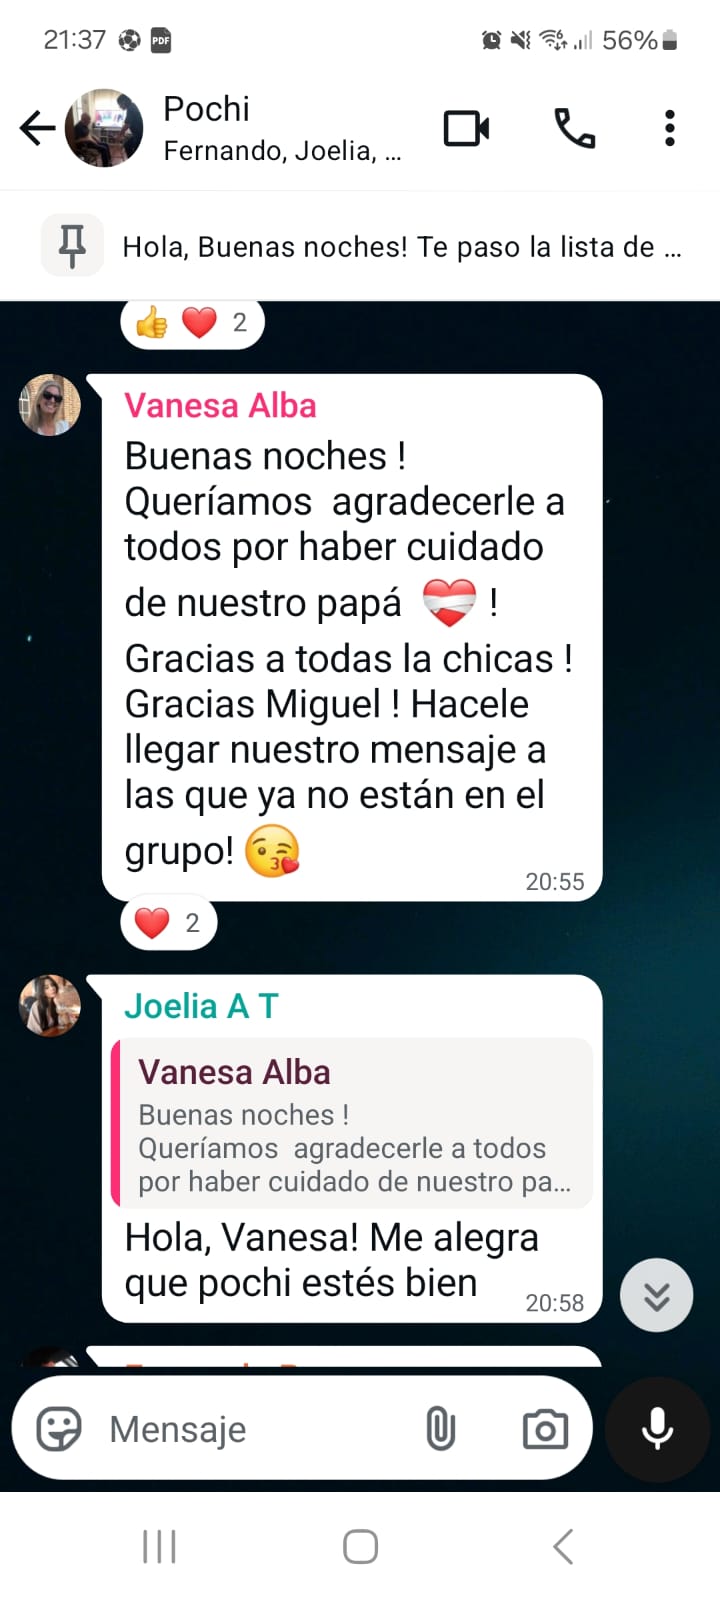 21:37 PDF 56%
Pochi
Fernando, Joelia, ...
Hola, Buenas noches! Te paso la lista de ...
2
Vanesa Alba
Buenas noches !
Queríamos  agradecerle a
todos por haber cuidado
de nuestro papá ❤️‍🩹 !
Gracias a todas la chicas !
Gracias Miguel ! Hacele
llegar nuestro mensaje a
las que ya no están en el
grupo! 😘
20:55
2
Joelia A T
Vanesa Alba
Buenas noches !
Queríamos  agradecerle a todos
por haber cuidado de nuestro pa...
Hola, Vanesa! Me alegra
que pochi estés bien
20:58
Mensaje